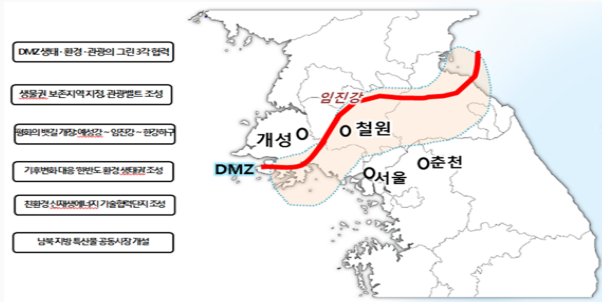 DMZ 생태·환경·관광의 그린 3각 협력
생물권 보존지역 지정, 관광벨트 조성
평화의 뱃길 개장: 예성강 ~ 임진강 ~ 한강하구
기후변화 대응 '한반도 환경 생태권' 조성
친환경 신재생에너지 기술협력단지 조성
남북 지방 특산물 공동시장 개설
임진강
개성
철원
춘천
DMZ
서울